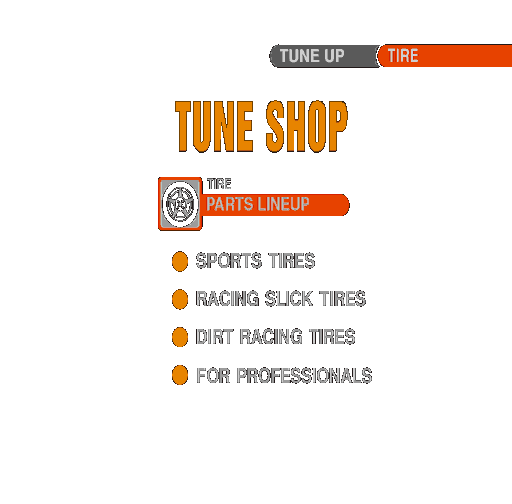 TUNE UP TIRE
TUNE SHOP
TIRE
PARTS LINEUP
SPORTS TIRES
RACING SLICK TIRES
DIRT RACING TIRES
FOR PROFESSIONALS